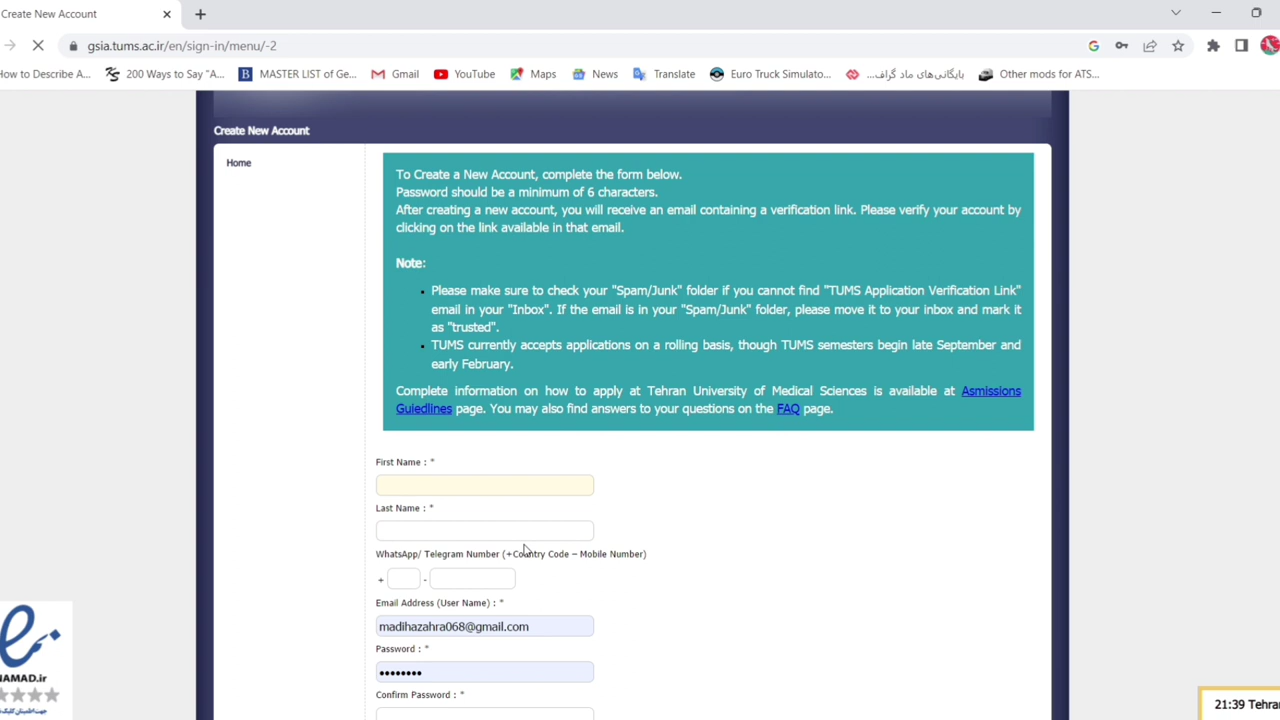 Create New Account
gsia.tums.ac.ir/en/sign-in/menu/-2
How to Describe A...
200 Ways to Say "A...
B MASTER LIST of Ge...
Gmail
YouTube
Maps
News
Translate
Euro Truck Simulato...
بایگانی‌های ماد گراف...
Other mods for ATS...
Create New Account
Home
To Create a New Account, complete the form below.
Password should be a minimum of 6 characters.
After creating a new account, you will receive an email containing a verification link. Please verify your account by
clicking on the link available in that email.
Note:
Please make sure to check your "Spam/Junk" folder if you cannot find "TUMS Application Verification Link"
email in your "Inbox". If the email is in your "Spam/Junk" folder, please move it to your inbox and mark it
as "trusted".
TUMS currently accepts applications on a rolling basis, though TUMS semesters begin late September and
early February.
Complete information on how to apply at Tehran University of Medical Sciences is available at Asmissions
Guiedlines page. You may also find answers to your questions on the FAQ page.
First Name : *
Last Name : *
WhatsApp/ Telegram Number (+Country Code – Mobile Number)
+ -
Email Address (User Name) : *
madihazahra068@gmail.com
Password : *
••••••••
Confirm Password : *
NAMAD.ir
21:39 Tehran